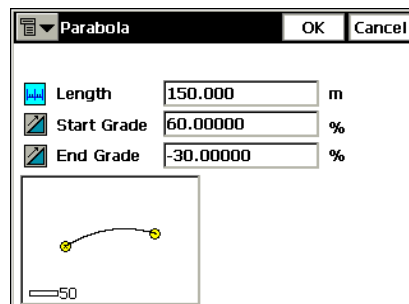 Parabola OK Cancel
Length 150.000 m
Start Grade 60.00000 %
End Grade -30.00000 %
50